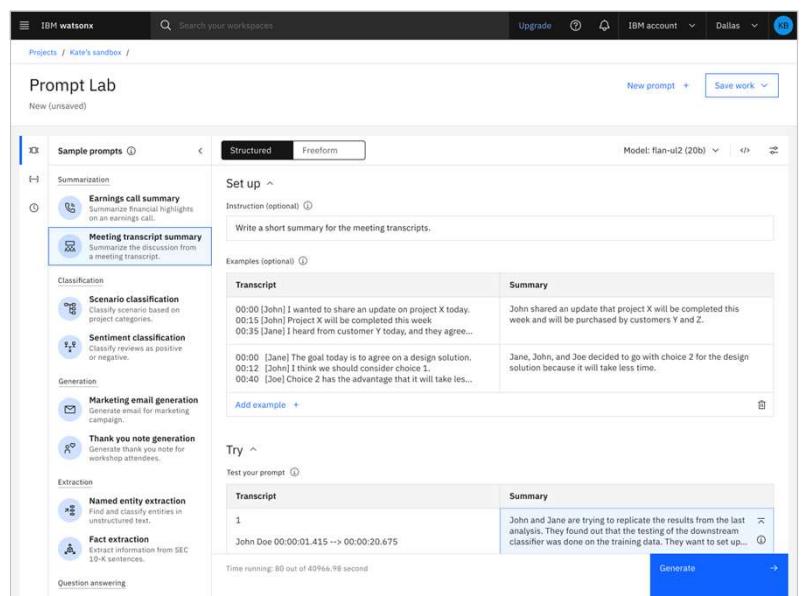 IBM watsonx
Search your workspaces
Upgrade
IBM account
Dallas
KB
Projects / Kate's sandbox /
Prompt Lab
New (unsaved)
New prompt +
Save work
Sample prompts
Structured
Freeform
Model: flan-ul2 (20b)
</>
Summarization
Earnings call summary
Summarize financial highlights
on an earnings call.
Meeting transcript summary
Summarize the discussion from
a meeting transcript.
Classification
Scenario classification
Classify scenario based on
project categories.
Sentiment classification
Classify reviews as positive
or negative.
Generation
Marketing email generation
Generate email for marketing
campaign.
Thank you note generation
Generate thank you note for
workshop attendees.
Extraction
Named entity extraction
Find and classify entities in
unstructured text.
Fact extraction
Extract information from SEC
10-K sentences.
Question answering
Set up
Instruction (optional)
Write a short summary for the meeting transcripts.
Examples (optional)
Transcript
Summary
00:00 [John] I wanted to share an update on project X today.
00:15 [John] Project X will be completed this week
00:35 [Jane] I heard from customer Y today, and they agree...
John shared an update that project X will be completed this
week and will be purchased by customers Y and Z.
00:00 [Jane] The goal today is to agree on a design solution.
00:12 [John] I think we should consider choice 1.
00:40 [Joe] Choice 2 has the advantage that it will take les...
Jane, John, and Joe decided to go with choice 2 for the design
solution because it will take less time.
Add example +
Try
Test your prompt
Transcript
Summary
1
John Doe 00:00:01.415 --> 00:00:20.675
John and Jane are trying to replicate the results from the last
analysis. They found out that the testing of the downstream
classifier was done on the training data. They want to set up...
Time running: 80 out of 40966.98 second
Generate